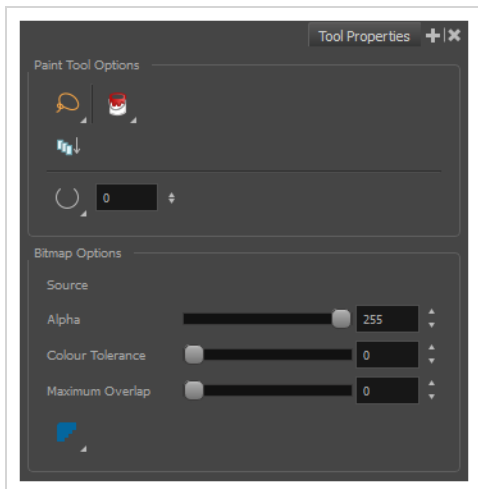 Tool Properties
Paint Tool Options
0
Bitmap Options
Source
Alpha 255
Colour Tolerance 0
Maximum Overlap 0